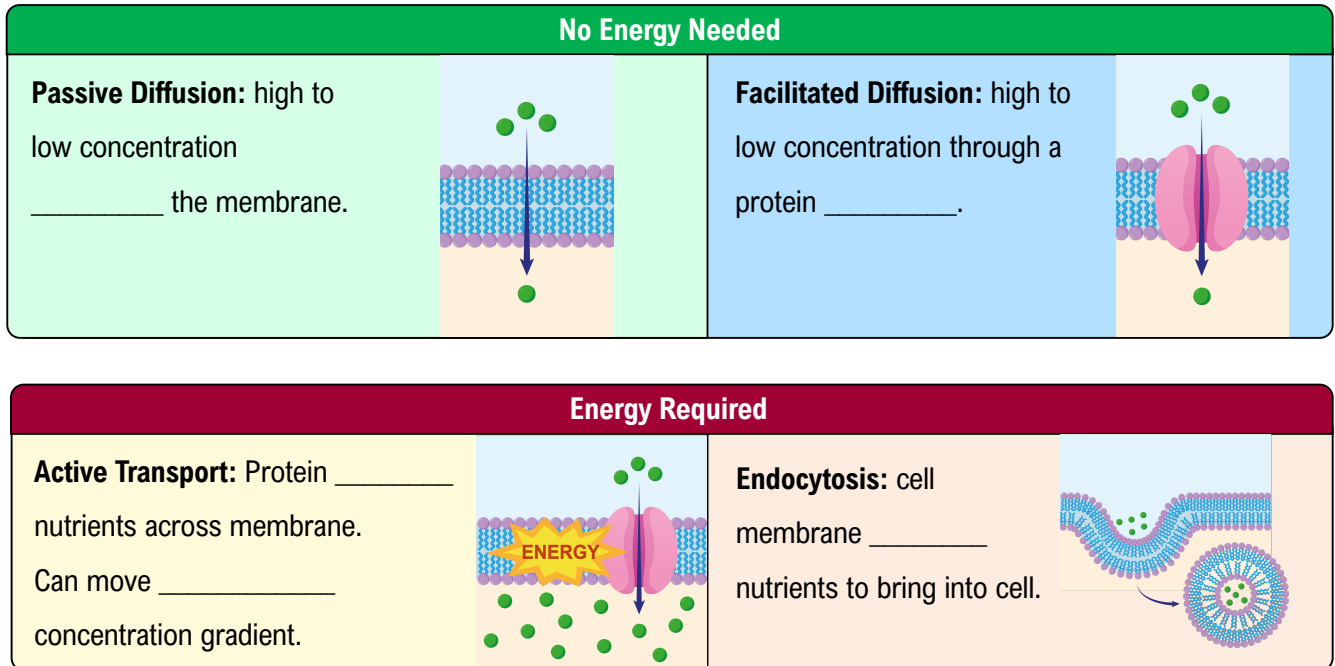 No Energy Needed
Passive Diffusion: high to
low concentration
_________ the membrane.
Facilitated Diffusion: high to
low concentration through a
protein _________.
Energy Required
Active Transport: Protein ________
nutrients across membrane.
Can move ____________
concentration gradient.
ENERGY
Endocytosis: cell
membrane ________
nutrients to bring into cell.